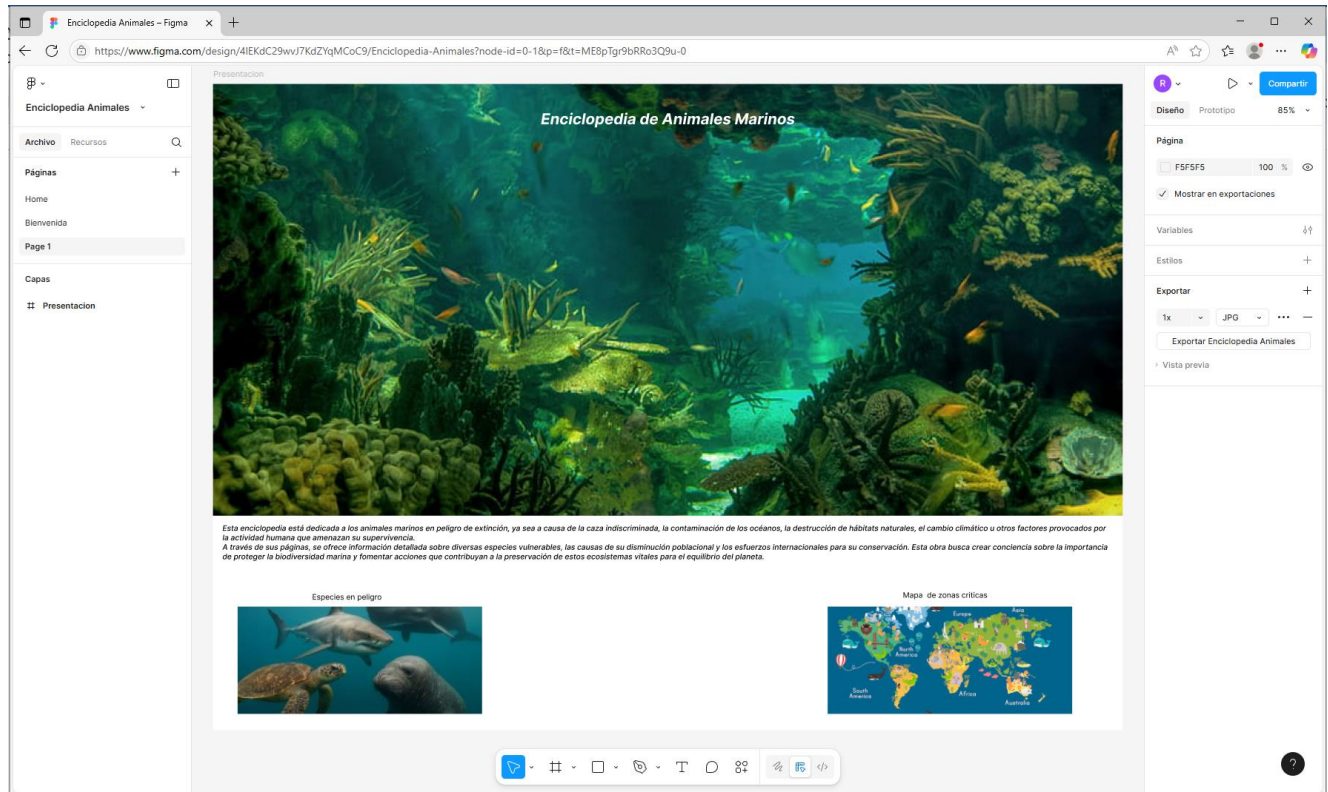 Enciclopedia Animales – Figma
https://www.figma.com/design/4lEKdC29wvJ7KdZYqMCoC9/Enciclopedia-Animales?node-id=0-1&p=f&t=ME8pTgr9bRRo3Q9u-0
Enciclopedia Animales
Archivo Recursos
Páginas
Home
Bienvenida
Page 1
Capas
Presentacion
Presentacion
Enciclopedia de Animales Marinos
Esta enciclopedia está dedicada a los animales marinos en peligro de extinción, ya sea a causa de la caza indiscriminada, la contaminación de los océanos, la destrucción de hábitats naturales, el cambio climático u otros factores provocados por
la actividad humana que amenazan su supervivencia.
A través de sus páginas, se ofrece información detallada sobre diversas especies vulnerables, las causas de su disminución poblacional y los esfuerzos internacionales para su conservación. Esta obra busca crear conciencia sobre la importancia
de proteger la biodiversidad marina y fomentar acciones que contribuyan a la preservación de estos ecosistemas vitales para el equilibrio del planeta.
Especies en peligro
Mapa de zonas criticas
Europe
Asia
North
America
South
America
Africa
Australia
R
Compartir
Diseño Prototipo 85%
Página
F5F5F5 100 %
Mostrar en exportaciones
Variables
Estilos
Exportar
1x JPG
Exportar Enciclopedia Animales
Vista previa
?